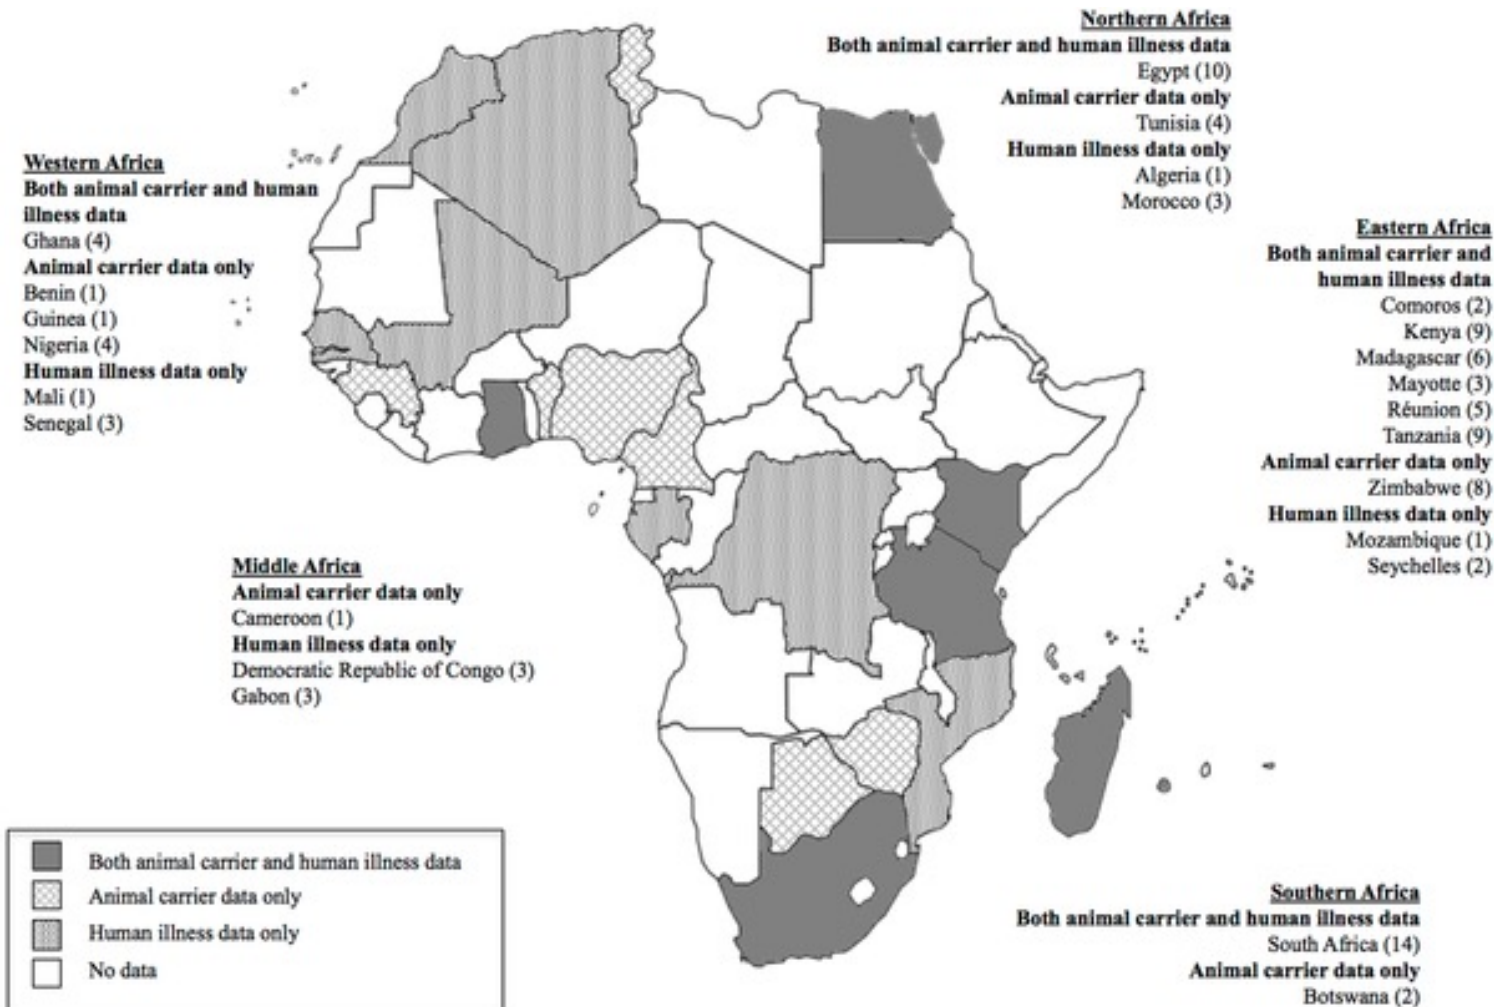 Northern Africa
Both animal carrier and human illness data
Egypt (10)
Animal carrier data only
Tunisia (4)
Human illness data only
Algeria (1)
Morocco (3)
Western Africa
Both animal carrier and human
illness data
Ghana (4)
Animal carrier data only
Benin (1)
Guinea (1)
Nigeria (4)
Human illness data only
Mali (1)
Senegal (3)
Eastern Africa
Both animal carrier and
human illness data
Comoros (2)
Kenya (9)
Madagascar (6)
Mayotte (3)
Réunion (5)
Tanzania (9)
Animal carrier data only
Zimbabwe (8)
Human illness data only
Mozambique (1)
Seychelles (2)
Middle Africa
Animal carrier data only
Cameroon (1)
Human illness data only
Democratic Republic of Congo (3)
Gabon (3)
Both animal carrier and human illness data
Animal carrier data only
Human illness data only
No data
Southern Africa
Both animal carrier and human illness data
South Africa (14)
Animal carrier data only
Botswana (2)